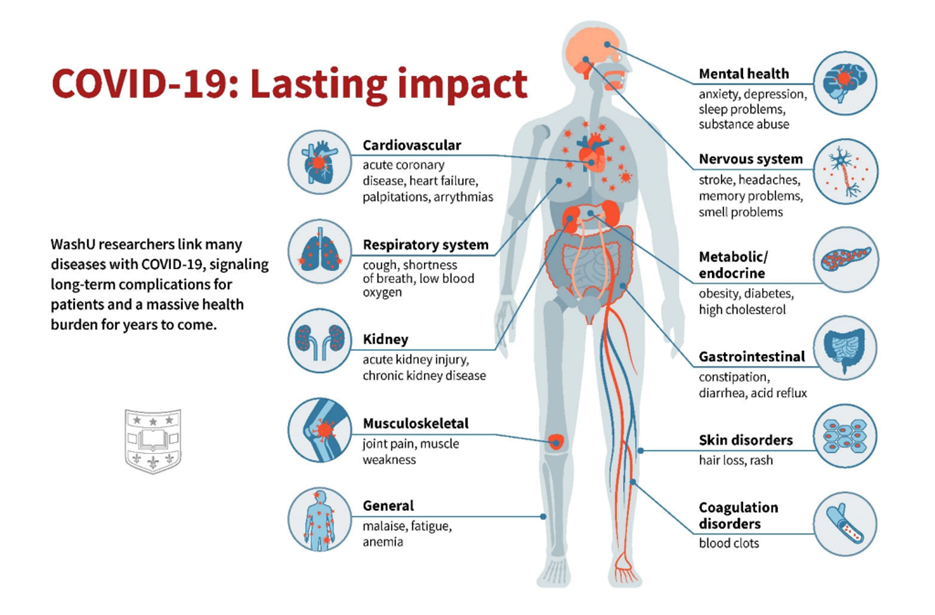 COVID-19: Lasting impact
WashU researchers link many
diseases with COVID-19, signaling
long-term complications for
patients and a massive health
burden for years to come.
Cardiovascular
acute coronary
disease, heart failure,
palpitations, arrythmias
Respiratory system
cough, shortness
of breath, low blood
oxygen
Kidney
acute kidney injury,
chronic kidney disease
Musculoskeletal
joint pain, muscle
weakness
General
malaise, fatigue,
anemia
Mental health
anxiety, depression,
sleep problems,
substance abuse
Nervous system
stroke, headaches,
memory problems,
smell problems
Metabolic/
endocrine
obesity, diabetes,
high cholesterol
Gastrointestinal
constipation,
diarrhea, acid reflux
Skin disorders
hair loss, rash
Coagulation
disorders
blood clots